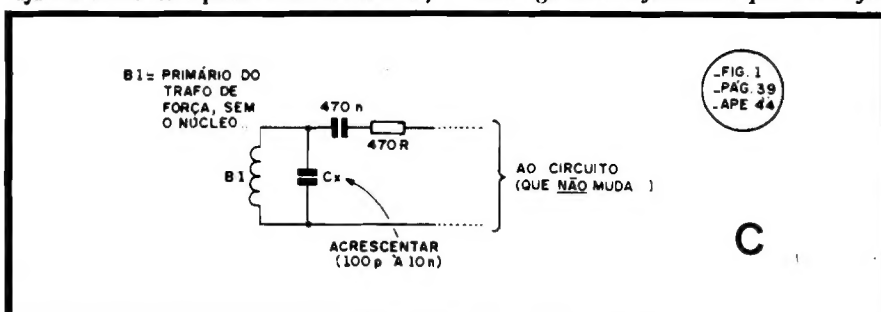 B1= PRIMÁRIO DO
TRAFO DE
FORÇA, SEM
O NÚCLEO
470 n
470R
B1
Cx
ACRESCENTAR
(100p À 10n)
AO CIRCUITO
(QUE NÃO MUDA )
-FIG. 1
-PÁG. 39
-APE 44
C